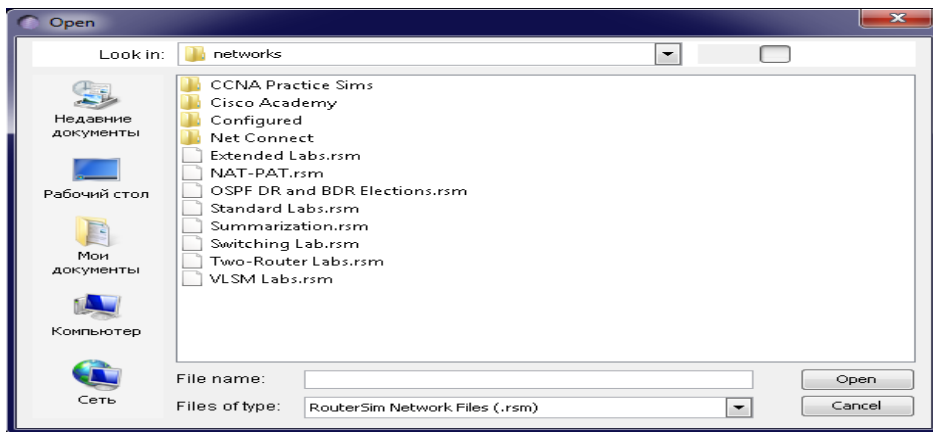 Open
Look in: networks
Недавние
документы
Рабочий стол
Мои
документы
Компьютер
Сеть
CCNA Practice Sims
Cisco Academy
Configured
Net Connect
Extended Labs.rsm
NAT-PAT.rsm
OSPF DR and BDR Elections.rsm
Standard Labs.rsm
Summarization.rsm
Switching Lab.rsm
Two-Router Labs.rsm
VLSM Labs.rsm
File name:
Open
Files of type: RouterSim Network Files (.rsm)
Cancel